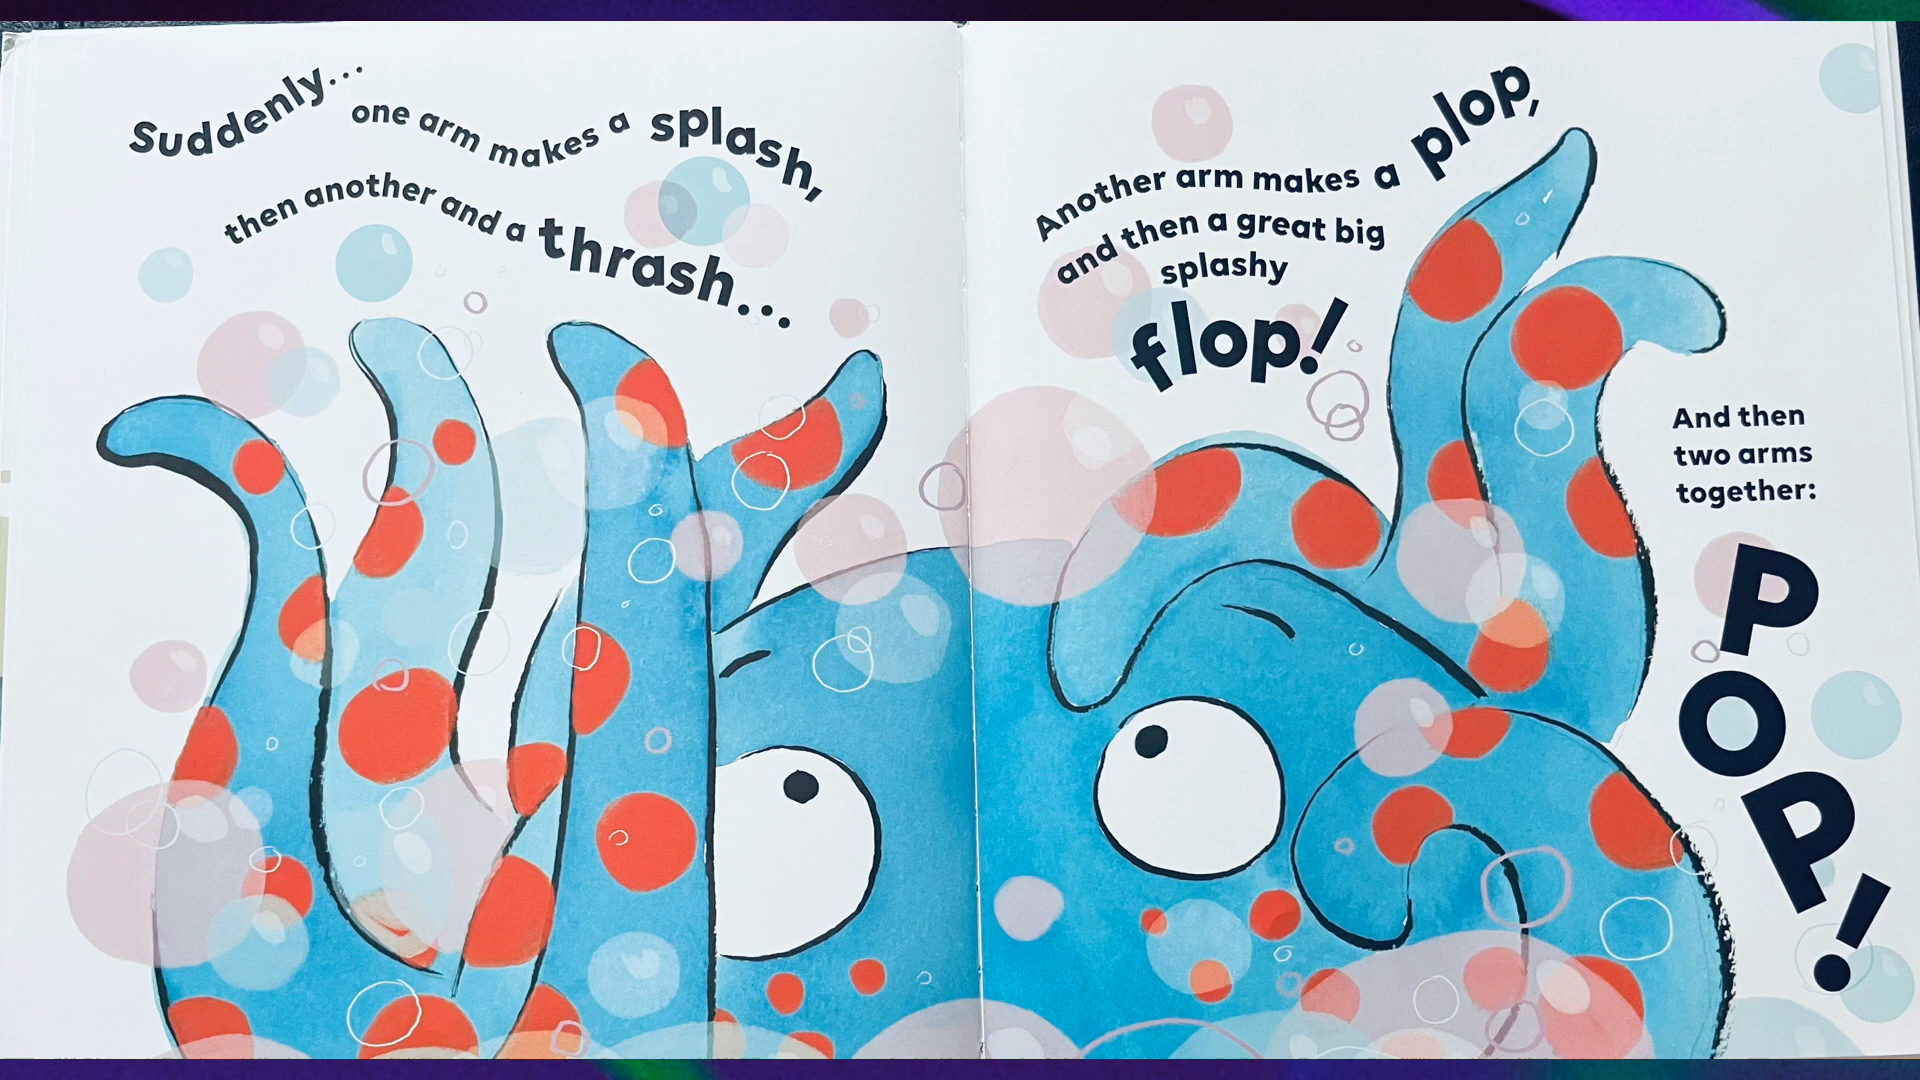 Suddenly...
one arm makes a splash,
then another and a thrash...
Another arm makes a plop,
and then a great big
splashy
flop!
And then
two arms
together:
POP!